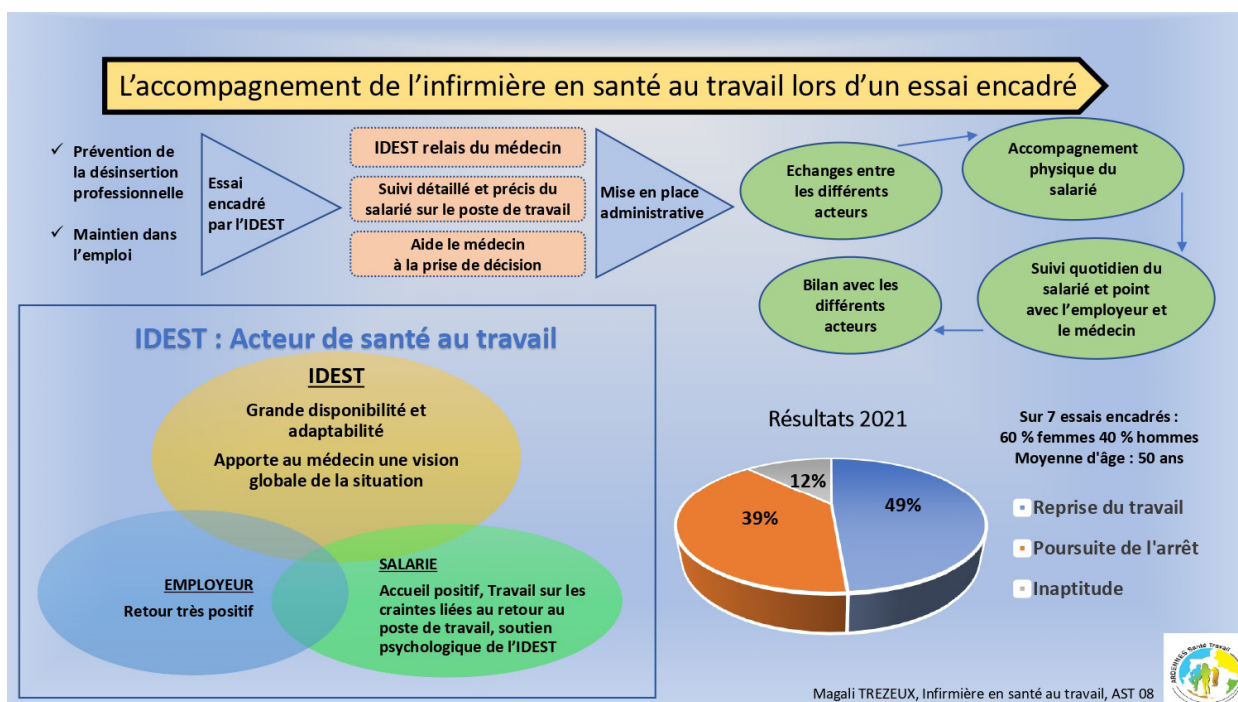 L'accompagnement de l'infirmière en santé au travail lors d'un essai encadré
✓ Prévention de
la désinsertion
professionnelle
✓ Maintien dans
l'emploi
Essai
encadré
par l'IDEST
IDEST relais du médecin
Suivi détaillé et précis du
salarié sur le poste de travail
Aide le médecin
à la prise de décision
Mise en place
administrative
Echanges entre
les différents
acteurs
Accompagnement
physique du
salarié
Suivi quotidien du
salarié et point
avec l'employeur et
le médecin
Bilan avec les
différents
acteurs
IDEST : Acteur de santé au travail
IDEST
Grande disponibilité et
adaptabilité
Apporte au médecin une vision
globale de la situation
EMPLOYEUR
Retour très positif
SALARIE
Accueil positif, Travail sur les
craintes liées au retour au
poste de travail, soutien
psychologique de l'IDEST
Résultats 2021
12%
39%
49%
Sur 7 essais encadrés :
60 % femmes 40 % hommes
Moyenne d'âge : 50 ans
Reprise du travail
Poursuite de l'arrêt
Inaptitude
Magali TREZEUX, Infirmière en santé au travail, AST 08
ARDENNES Santé Travail